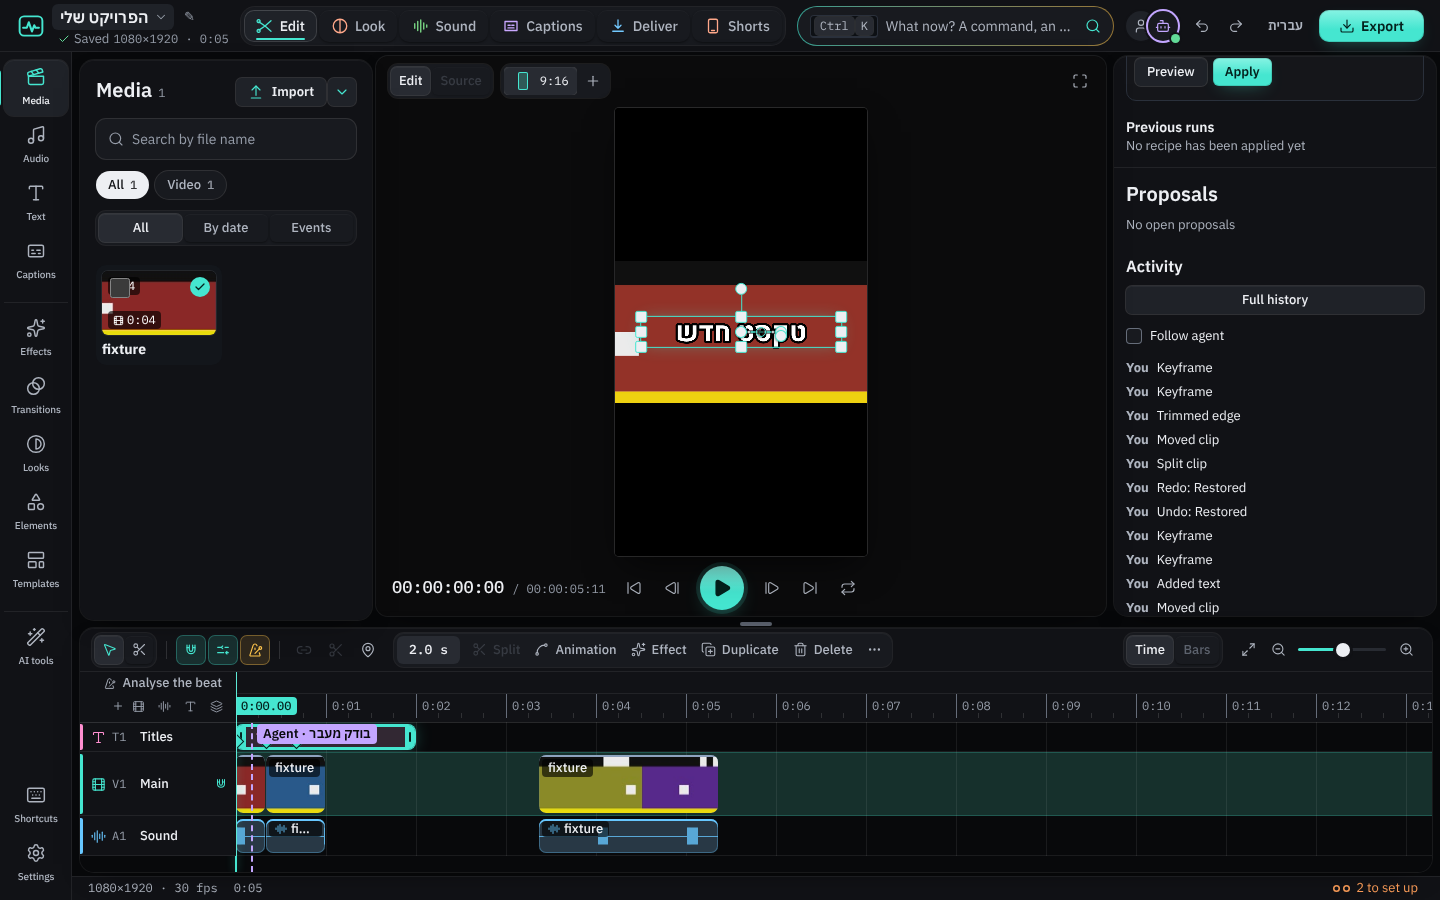 הפרויקט שלי
Saved 1080×1920 · 0:05
Edit
Look
Sound
Captions
Deliver
Shorts
Ctrl K
What now? A command, an ...
עברית
Export
Media
Audio
Text
Captions
Effects
Transitions
Looks
Elements
Templates
AI tools
Shortcuts
Settings
Media 1
Import
Search by file name
All 1
Video 1
All
By date
Events
0:04
fixture
Edit
Source
9:16
טקסט חדש
00:00:00:00 / 00:00:05:11
Preview
Apply
Previous runs
No recipe has been applied yet
Proposals
No open proposals
Activity
Full history
Follow agent
You Keyframe
You Keyframe
You Trimmed edge
You Moved clip
You Split clip
You Redo: Restored
You Undo: Restored
You Keyframe
You Keyframe
You Added text
You Moved clip
2.0 s
Split
Animation
Effect
Duplicate
Delete
Time
Bars
Analyse the beat
0:00.00
0:01
0:02
0:03
0:04
0:05
0:06
0:07
0:08
0:09
0:10
0:11
0:12
T1 Titles
Agent · בודק מעבר
V1 Main
fixture
fixture
A1 Sound
fi...
fixture
1080×1920 · 30 fps 0:05
2 to set up